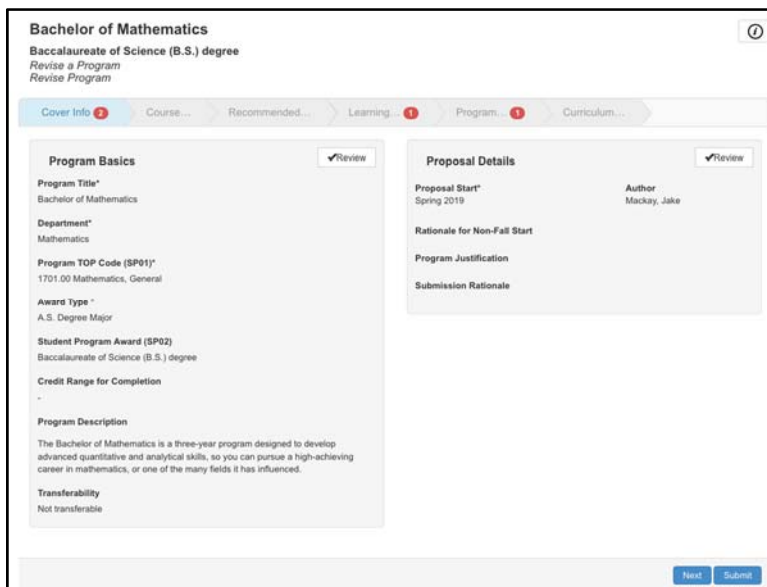 Bachelor of Mathematics
Baccalaureate of Science (B.S.) degree
Revise a Program
Revise Program
Cover Info 2 Course... Recommended... Learning... 1 Program... 1 Curriculum...
Program Basics
✔Review
Program Title*
Bachelor of Mathematics
Department*
Mathematics
Program TOP Code (SP01)*
1701.00 Mathematics, General
Award Type *
A.S. Degree Major
Student Program Award (SP02)
Baccalaureate of Science (B.S.) degree
Credit Range for Completion
-
Program Description
The Bachelor of Mathematics is a three-year program designed to develop
advanced quantitative and analytical skills, so you can pursue a high-achieving
career in mathematics, or one of the many fields it has influenced.
Transferability
Not transferable
Proposal Details
✔Review
Proposal Start* Author
Spring 2019 Mackay, Jake
Rationale for Non-Fall Start
Program Justification
Submission Rationale
Next Submit